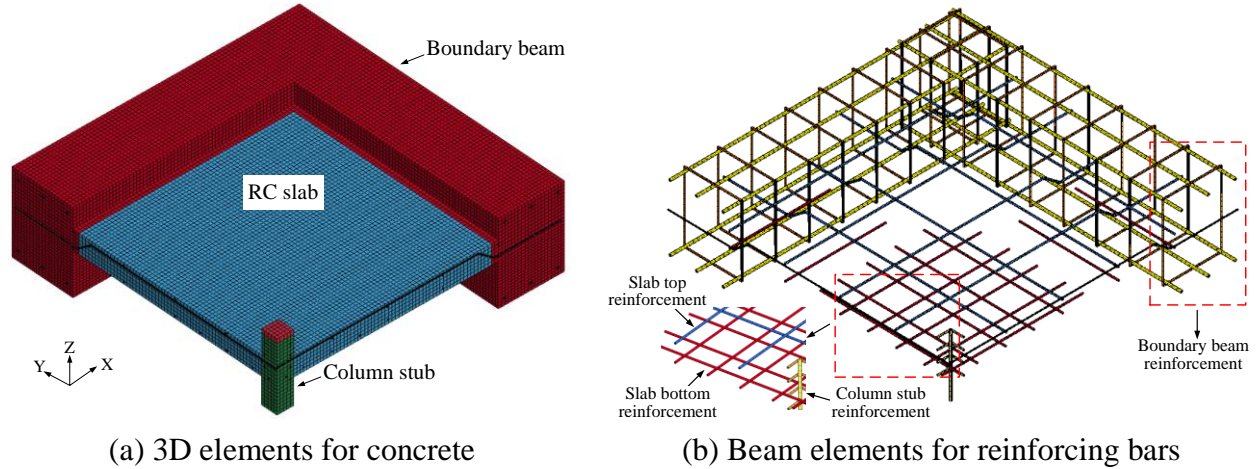 Boundary beam
RC slab
Z
Y
X
Column stub
(a) 3D elements for concrete
Slab top
reinforcement
Slab bottom
reinforcement
Column stub
reinforcement
Boundary beam
reinforcement
(b) Beam elements for reinforcing bars